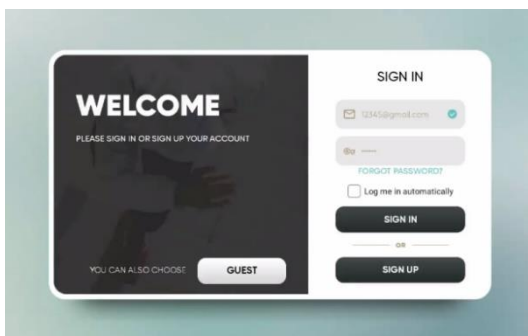 WELCOME
PLEASE SIGN IN OR SIGN UP YOUR ACCOUNT
YOU CAN ALSO CHOOSE
GUEST
SIGN IN
12345@gmail.com
FORGOT PASSWORD?
Log me in automatically
SIGN IN
OR
SIGN UP